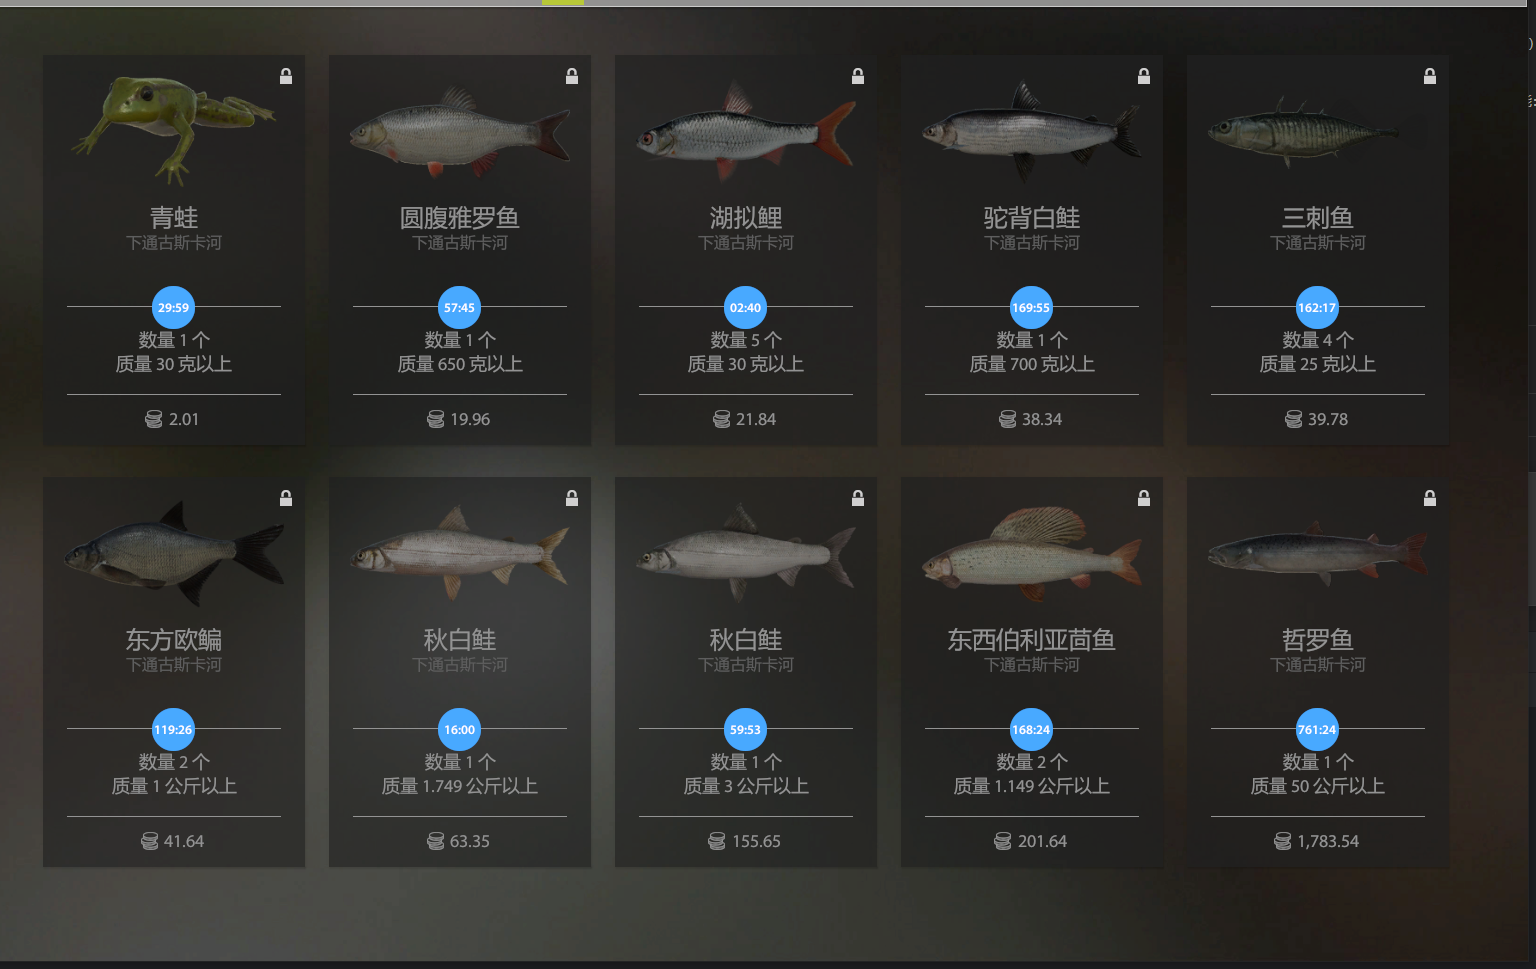 青蛙
下通古斯卡河
29:59
数量 1 个
质量 30 克以上
2.01
圆腹雅罗鱼
下通古斯卡河
57:45
数量 1 个
质量 650 克以上
19.96
湖拟鲤
下通古斯卡河
02:40
数量 5 个
质量 30 克以上
21.84
驼背白鲑
下通古斯卡河
169:55
数量 1 个
质量 700 克以上
38.34
三刺鱼
下通古斯卡河
162:17
数量 4 个
质量 25 克以上
39.78
东方欧鳊
下通古斯卡河
119:26
数量 2 个
质量 1 公斤以上
41.64
秋白鲑
下通古斯卡河
16:00
数量 1 个
质量 1.749 公斤以上
63.35
秋白鲑
下通古斯卡河
59:53
数量 1 个
质量 3 公斤以上
155.65
东西伯利亚茴鱼
下通古斯卡河
168:24
数量 2 个
质量 1.149 公斤以上
201.64
哲罗鱼
下通古斯卡河
761:24
数量 1 个
质量 50 公斤以上
1,783.54